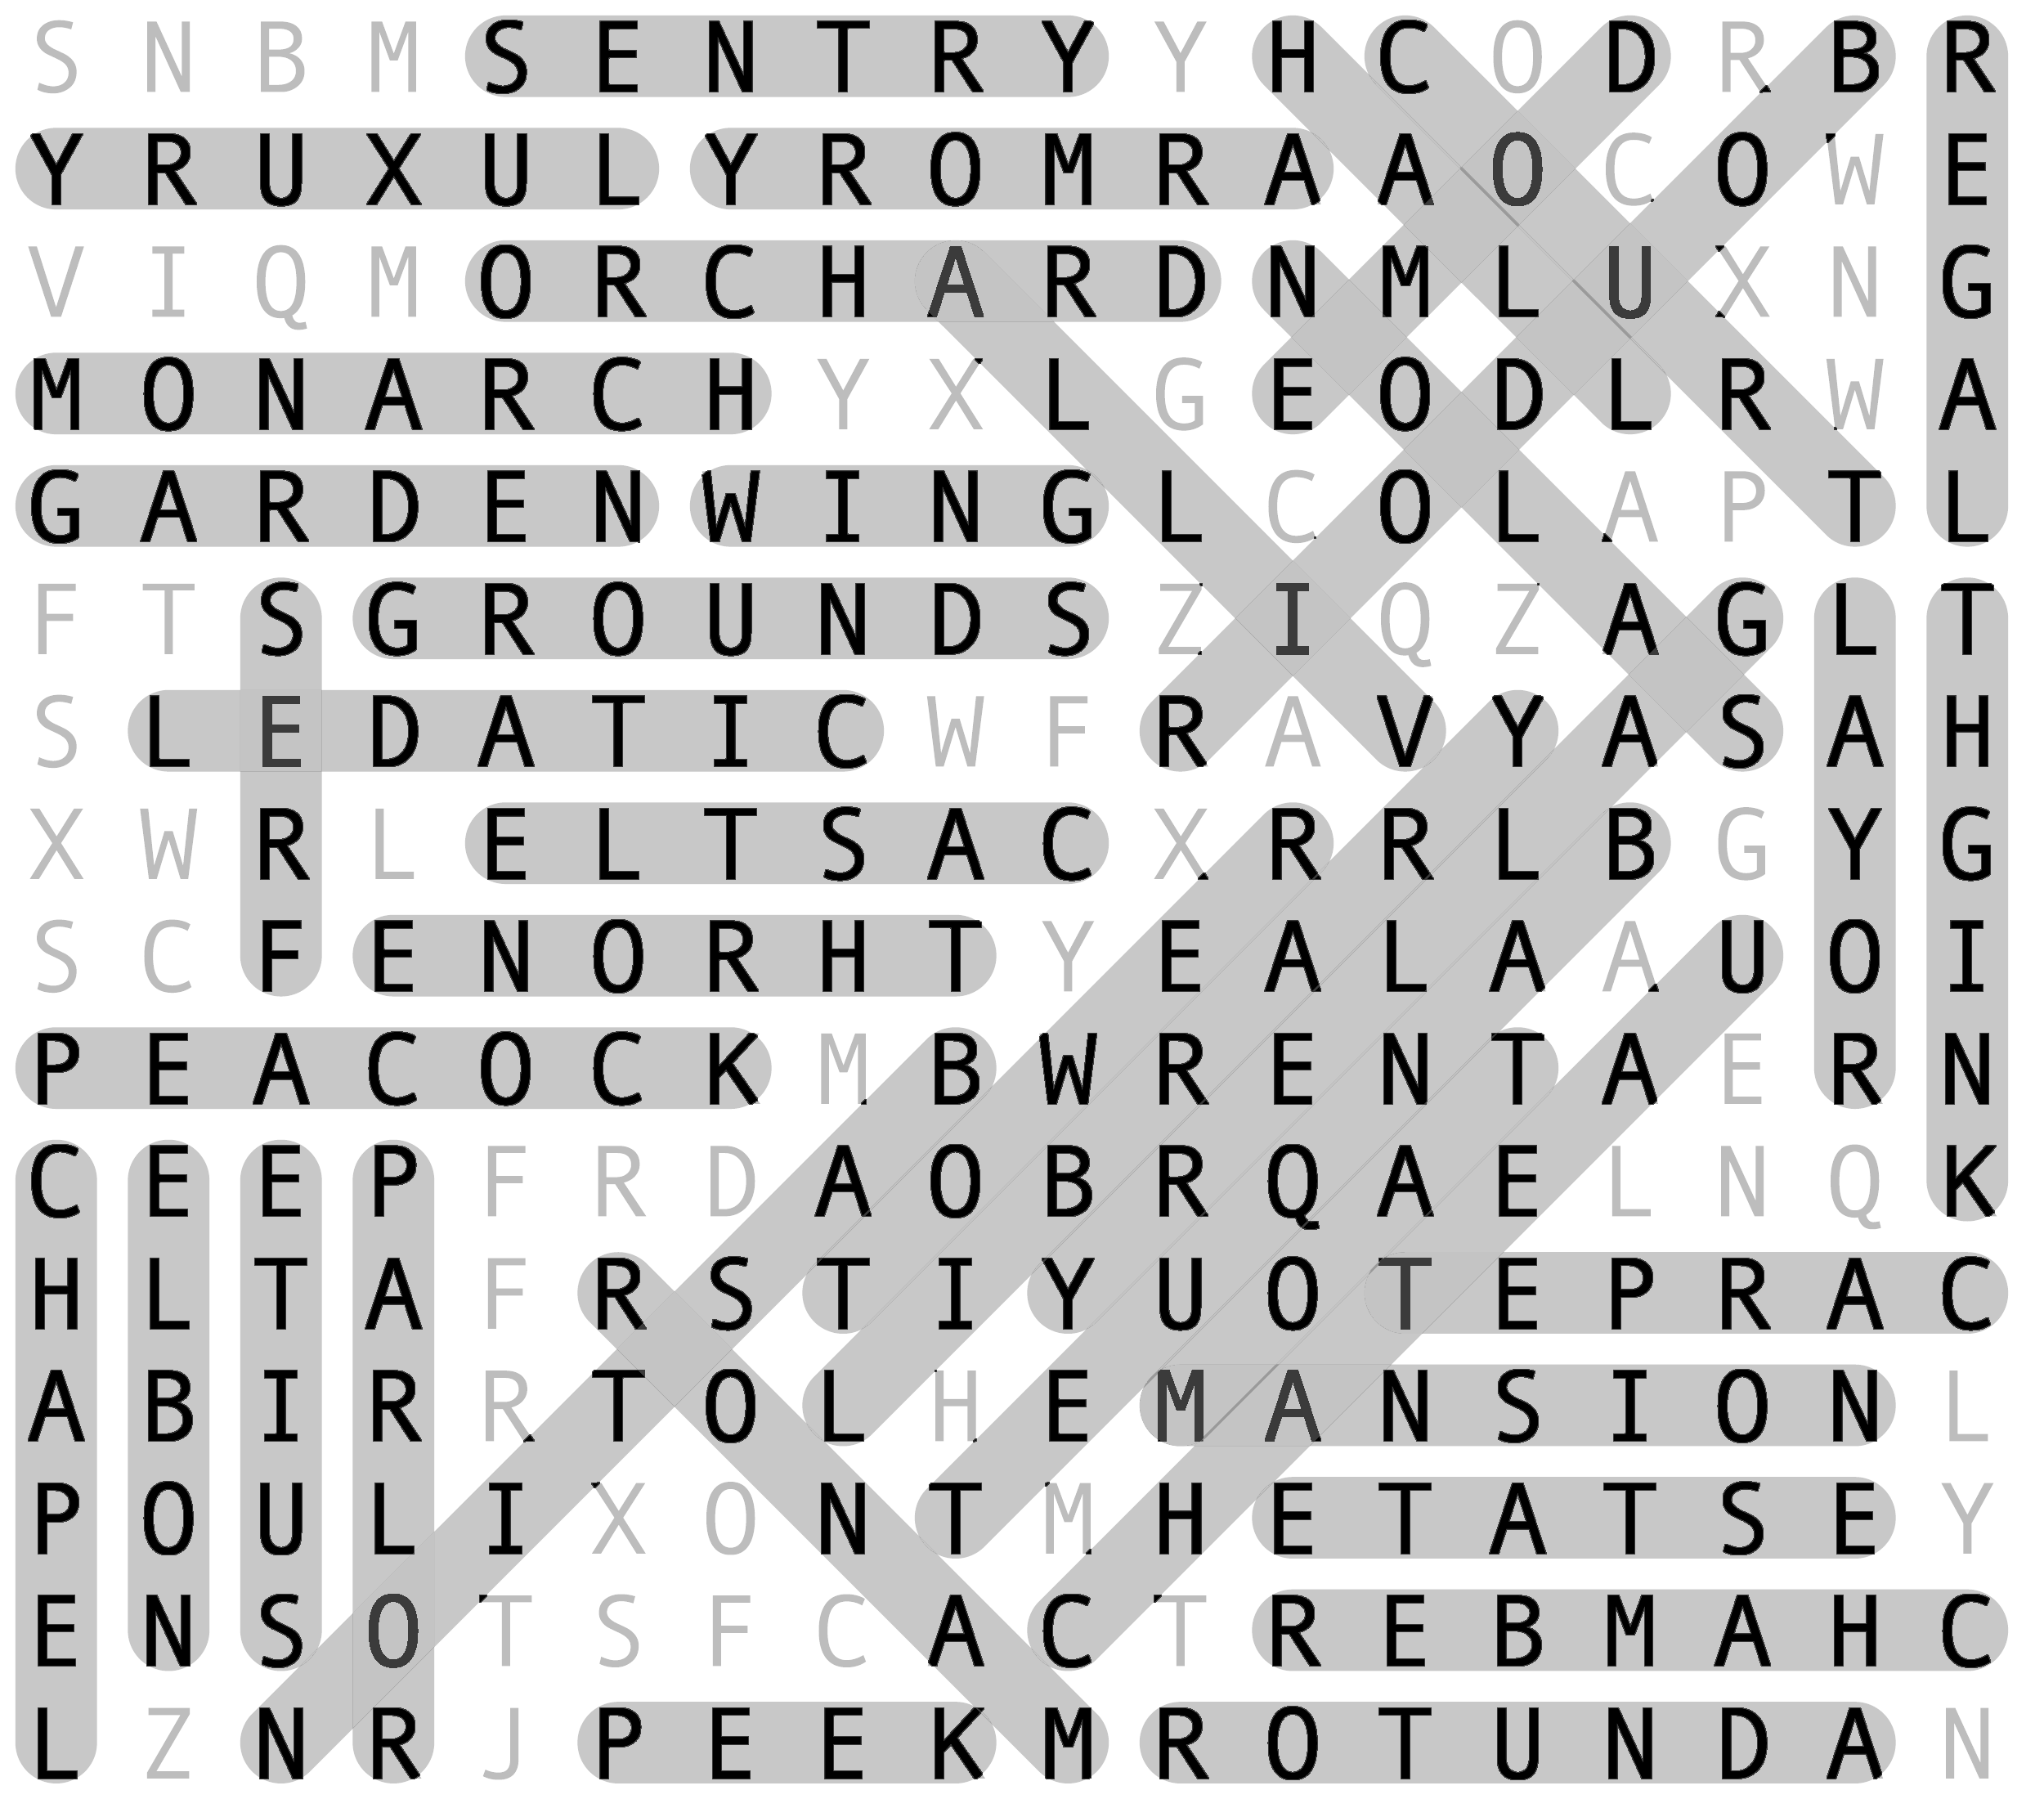 S N B M S E N T R Y Y H C O D R B R
Y R U X U L Y R O M R A A O C O W E
V I Q M O R C H A R D N M L U X N G
M O N A R C H Y X L G E O D L R W A
G A R D E N W I N G L C O L A P T L
F T S G R O U N D S Z I Q Z A G L T
S L E D A T I C W F R A V Y A S A H
X W R L E L T S A C X R R L B G Y G
S C F E N O R H T Y E A L A A U O I
P E A C O C K M B W R E N T A E R N
C E E P F R D A O B R Q A E L N Q K
H L T A F R S T I Y U O T E P R A C
A B I R R T O L H E M A N S I O N L
P O U L I X O N T M H E T A T S E Y
E N S O T S F C A C T R E B M A H C
L Z N R J P E E K M R O T U N D A N